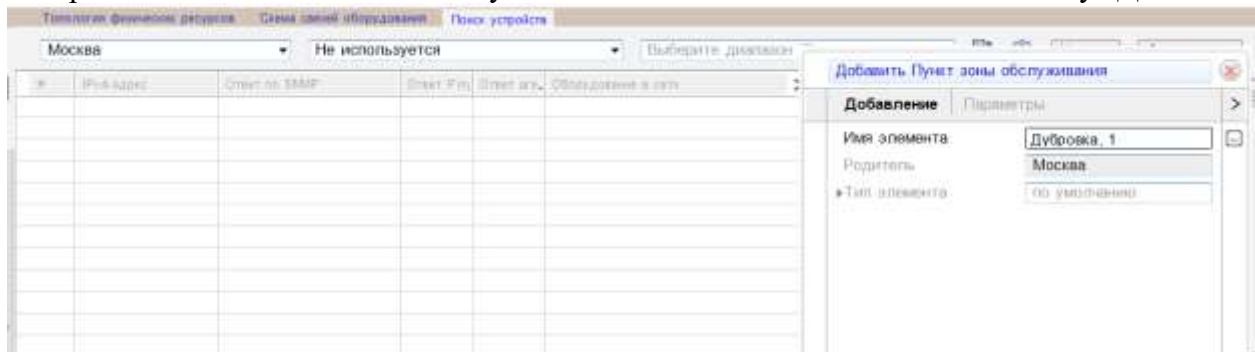 Топология физических ресурсов Схема связей оборудования Поиск устройств
Москва Не используется Выберите диапазон
# IPv4 адрес Ответ по SNMP Ответ Оборудование в сети
Добавить Пункт зоны обслуживания
Добавление Параметры
Имя элемента Дубровка, 1
Родитель Москва
Тип элемента по умолчанию